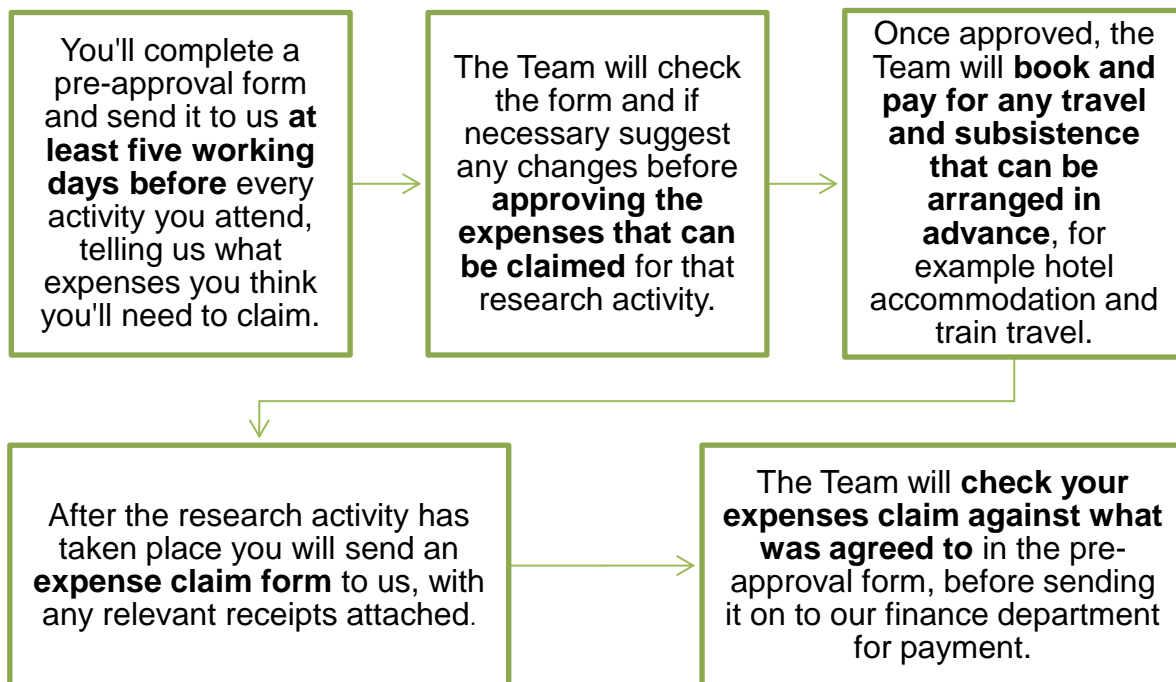 You'll complete a
pre-approval form
and send it to us at
least five working
days before every
activity you attend,
telling us what
expenses you think
you'll need to claim.
The Team will check
the form and if
necessary suggest
any changes before
approving the
expenses that can
be claimed for that
research activity.
Once approved, the
Team will book and
pay for any travel
and subsistence
that can be
arranged in
advance, for
example hotel
accommodation and
train travel.
After the research activity has
taken place you will send an
expense claim form to us, with
any relevant receipts attached.
The Team will check your
expenses claim against what
was agreed to in the pre-
approval form, before sending
it on to our finance department
for payment.